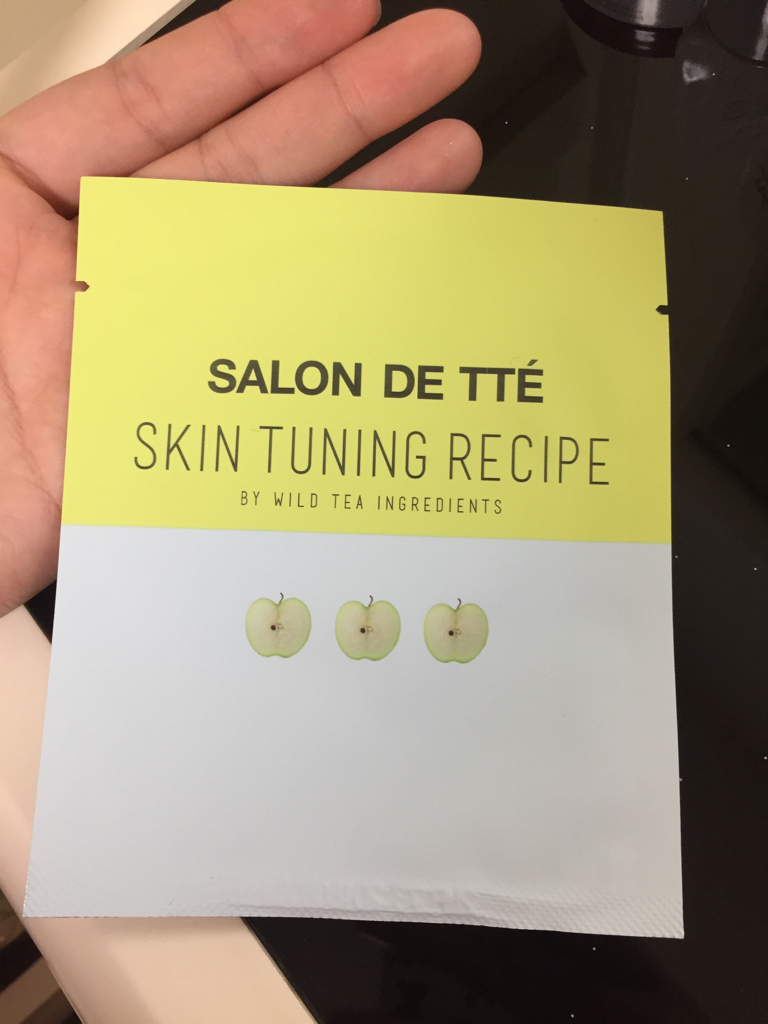 SALON DE TTÉ
SKIN TUNING RECIPE
BY WILD TEA INGREDIENTS